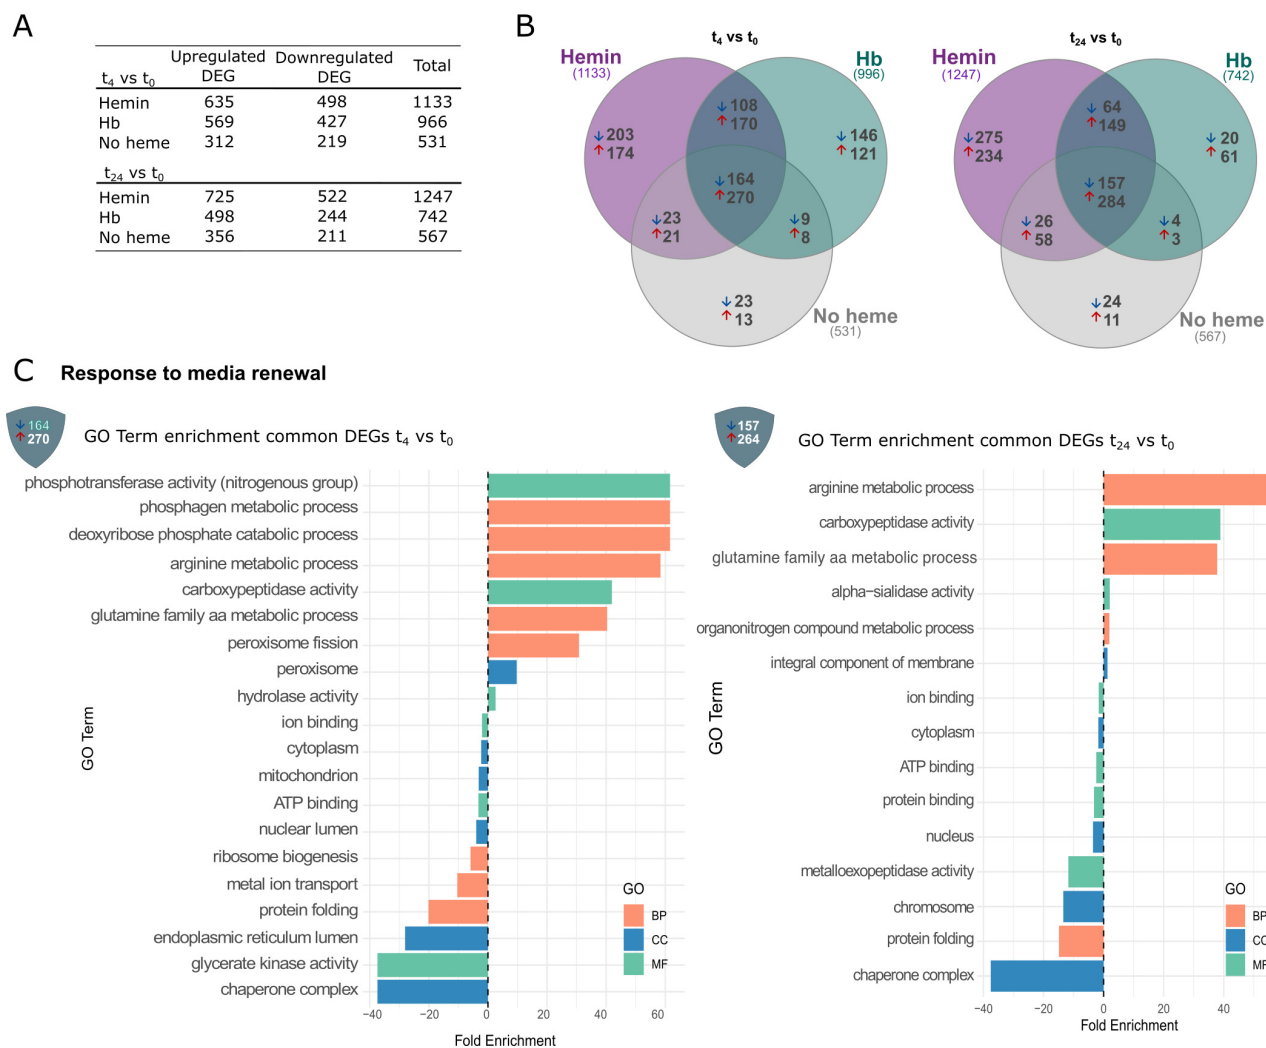 A
Upregulated DEG Downregulated DEG Total
t4 vs t0
Hemin 635 498 1133
Hb 569 427 966
No heme 312 219 531
t24 vs t0
Hemin 725 522 1247
Hb 498 244 742
No heme 356 211 567
B
t4 vs t0
Hemin
(1133)
Hb
(996)
↓108
↑170
↓203
↑174
↓146
↑121
↓164
↑270
↓23
↑21
↓9
↑8
↓23
↑13
No heme
(531)
t24 vs t0
Hemin
(1247)
Hb
(742)
↓64
↑149
↓275
↑234
↓20
↑61
↓157
↑284
↓26
↑58
↓4
↑3
↓24
↑11
No heme
(567)
C Response to media renewal
↓164
↑270
GO Term enrichment common DEGs t4 vs t0
phosphotransferase activity (nitrogenous group)
phosphagen metabolic process
deoxyribose phosphate catabolic process
arginine metabolic process
carboxypeptidase activity
glutamine family aa metabolic process
peroxisome fission
peroxisome
hydrolase activity
ion binding
cytoplasm
mitochondrion
ATP binding
nuclear lumen
ribosome biogenesis
metal ion transport
protein folding
endoplasmic reticulum lumen
glycerate kinase activity
chaperone complex
GO Term
GO
BP
CC
MF
−40 −20 0 20 40 60
Fold Enrichment
↓157
↑264
GO Term enrichment common DEGs t24 vs t0
arginine metabolic process
carboxypeptidase activity
glutamine family aa metabolic process
alpha−sialidase activity
organonitrogen compound metabolic process
integral component of membrane
ion binding
cytoplasm
ATP binding
protein binding
nucleus
metalloexopeptidase activity
chromosome
protein folding
chaperone complex
GO Term
GO
BP
CC
MF
−40 −20 0 20 40
Fold Enrichment